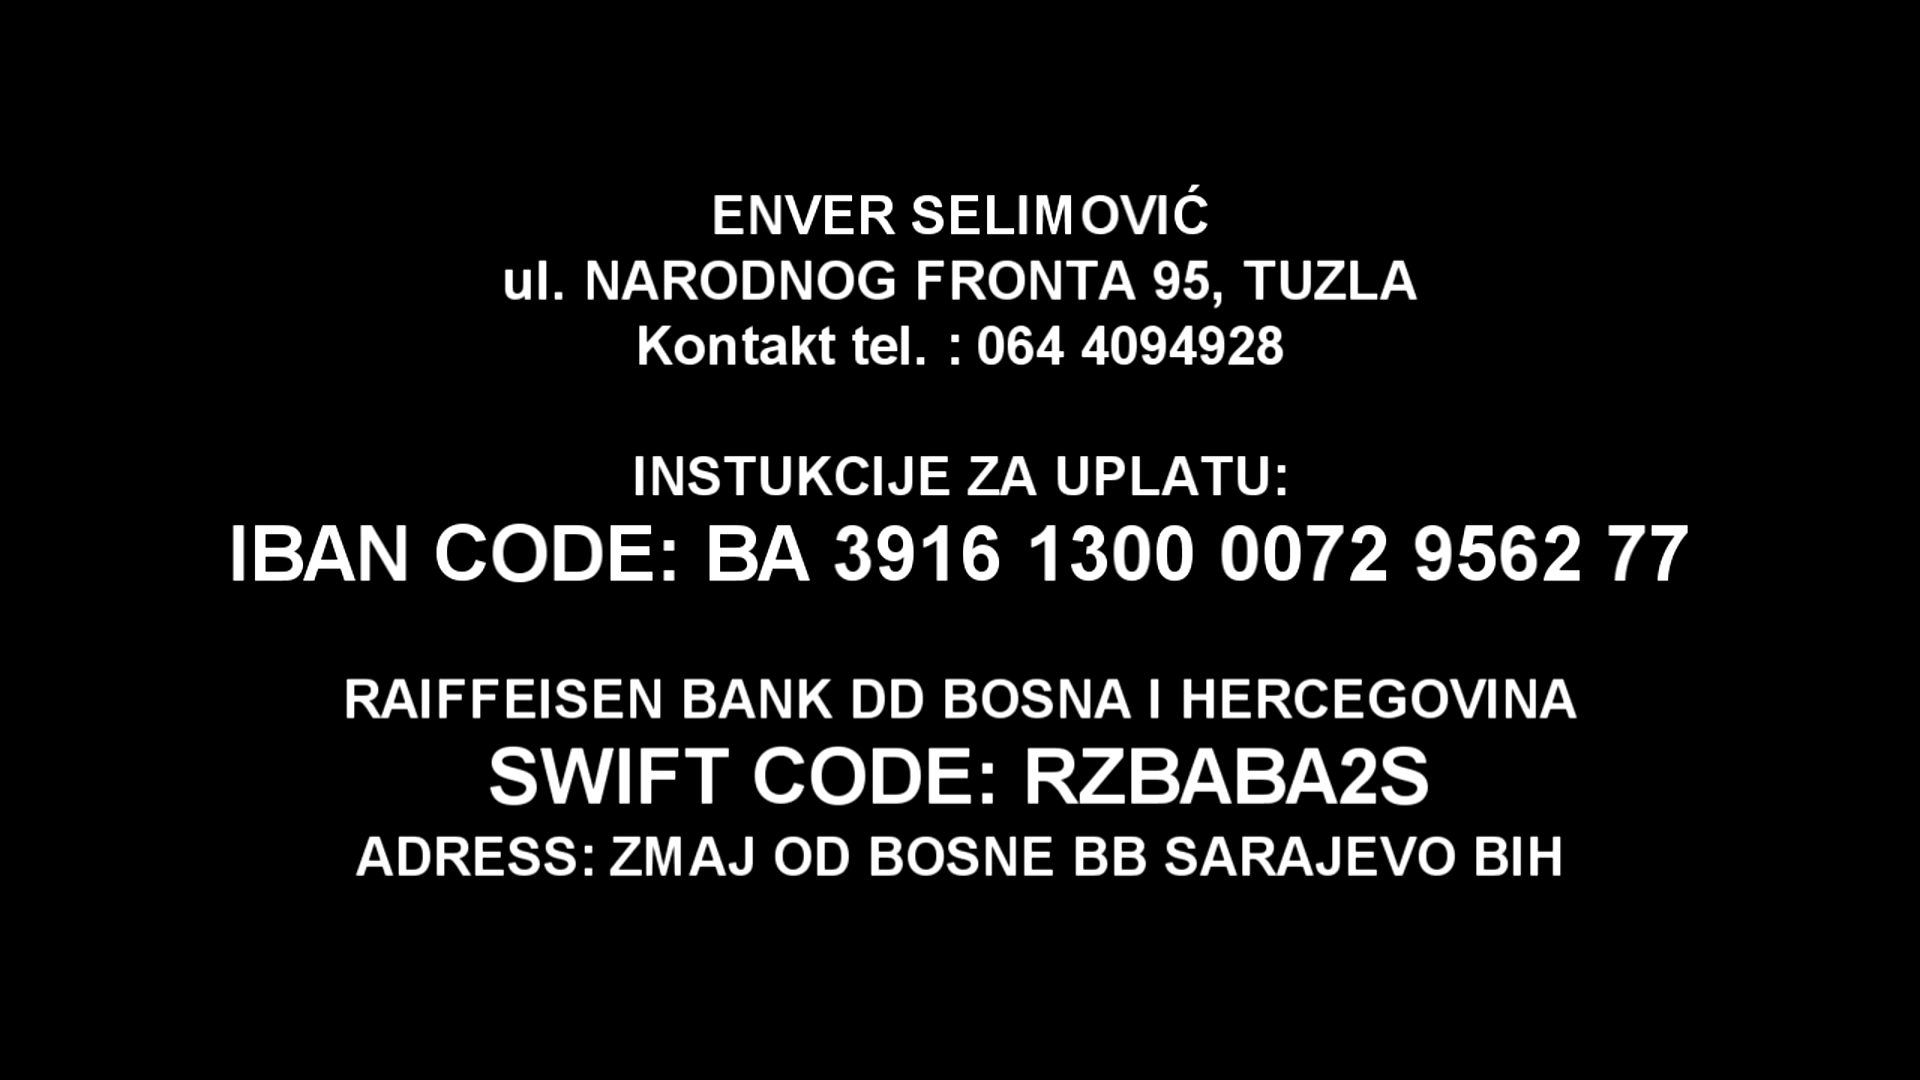 ENVER SELIMOVIĆ
ul. NARODNOG FRONTA 95, TUZLA
Kontakt tel. : 064 4094928
INSTUKCIJE ZA UPLATU:
IBAN CODE: BA 3916 1300 0072 9562 77
RAIFFEISEN BANK DD BOSNA I HERCEGOVINA
SWIFT CODE: RZBABA2S
ADRESS: ZMAJ OD BOSNE BB SARAJEVO BIH